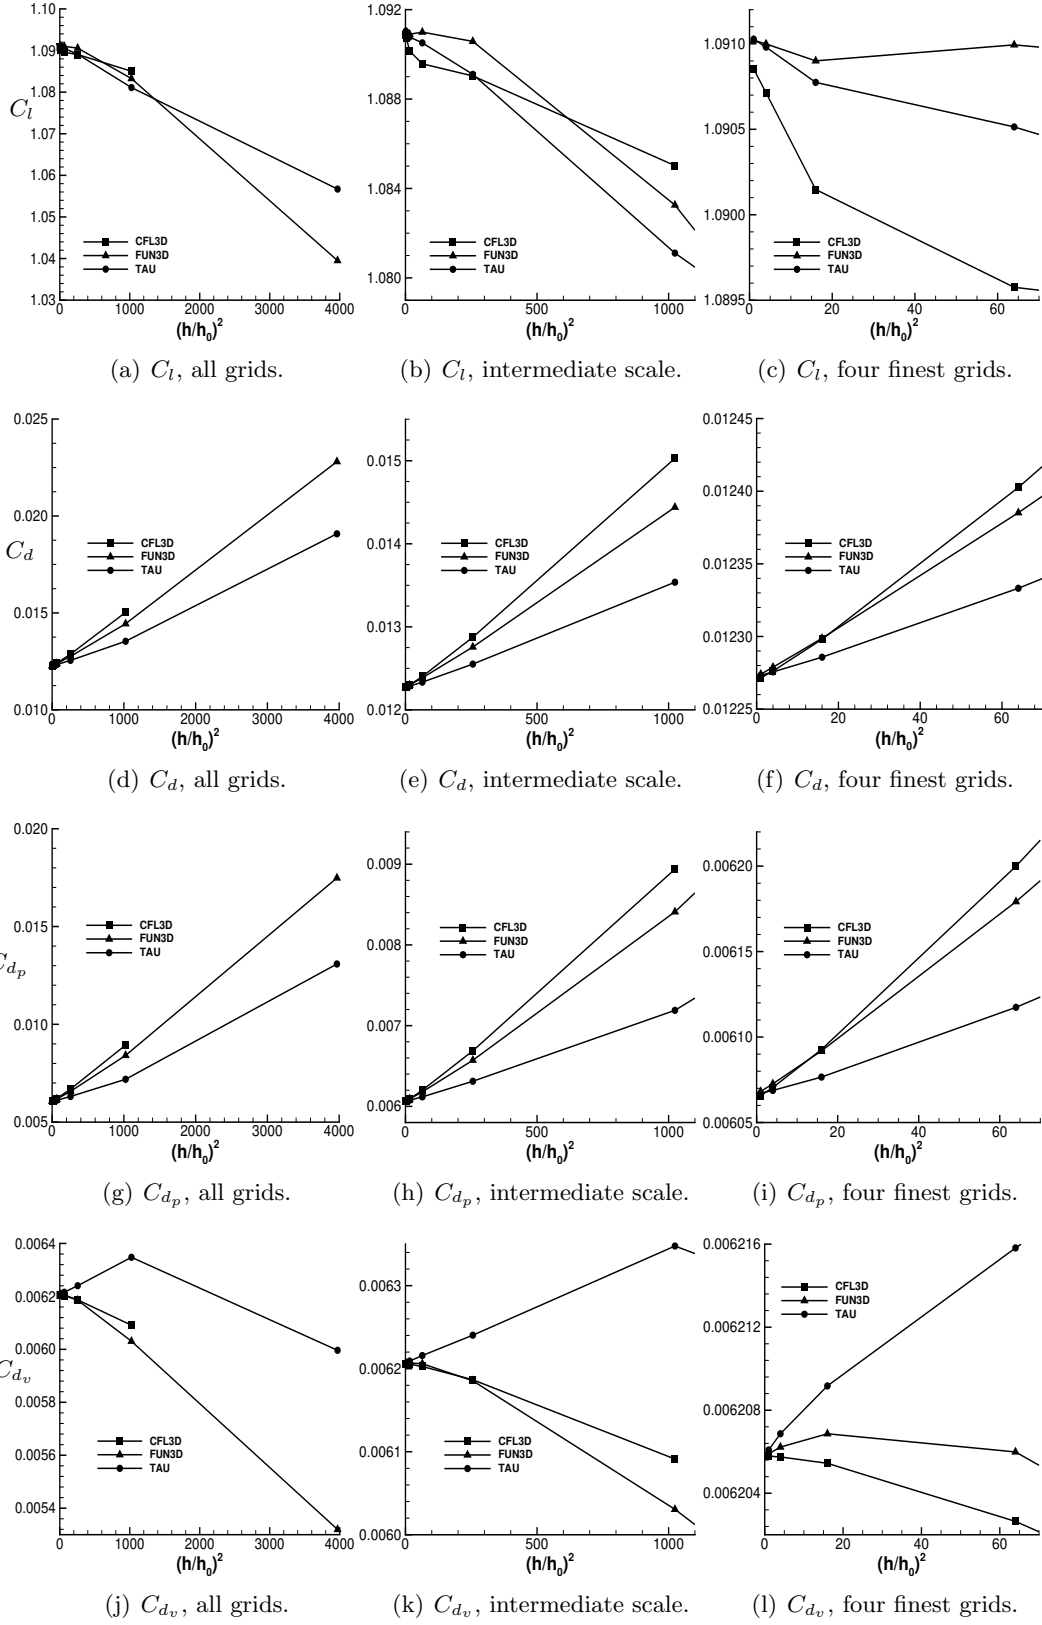 1.10
1.09
1.08
1.07
1.06
1.05
1.04
1.03
C_l
CFL3D
FUN3D
TAU
0 1000 2000 3000 4000
(h/h_0)^2
(a) C_l, all grids.
1.092
1.088
1.084
1.080
CFL3D
FUN3D
TAU
0 500 1000
(h/h_0)^2
(b) C_l, intermediate scale.
1.0910
1.0905
1.0900
1.0895
CFL3D
FUN3D
TAU
0 20 40 60
(h/h_0)^2
(c) C_l, four finest grids.
0.025
0.020
0.015
0.010
C_d
CFL3D
FUN3D
TAU
0 1000 2000 3000 4000
(h/h_0)^2
(d) C_d, all grids.
0.015
0.014
0.013
0.012
CFL3D
FUN3D
TAU
0 500 1000
(h/h_0)^2
(e) C_d, intermediate scale.
0.01245
0.01240
0.01235
0.01230
0.01225
CFL3D
FUN3D
TAU
0 20 40 60
(h/h_0)^2
(f) C_d, four finest grids.
0.020
0.015
0.010
0.005
C_{d_p}
CFL3D
FUN3D
TAU
0 1000 2000 3000 4000
(h/h_0)^2
(g) C_{d_p}, all grids.
0.009
0.008
0.007
0.006
CFL3D
FUN3D
TAU
0 500 1000
(h/h_0)^2
(h) C_{d_p}, intermediate scale.
0.00620
0.00615
0.00610
0.00605
CFL3D
FUN3D
TAU
0 20 40 60
(h/h_0)^2
(i) C_{d_p}, four finest grids.
0.0064
0.0062
0.0060
0.0058
0.0056
0.0054
C_{d_v}
CFL3D
FUN3D
TAU
0 1000 2000 3000 4000
(h/h_0)^2
(j) C_{d_v}, all grids.
0.0063
0.0062
0.0061
0.0060
CFL3D
FUN3D
TAU
0 500 1000
(h/h_0)^2
(k) C_{d_v}, intermediate scale.
0.006216
0.006212
0.006208
0.006204
CFL3D
FUN3D
TAU
0 20 40 60
(h/h_0)^2
(l) C_{d_v}, four finest grids.